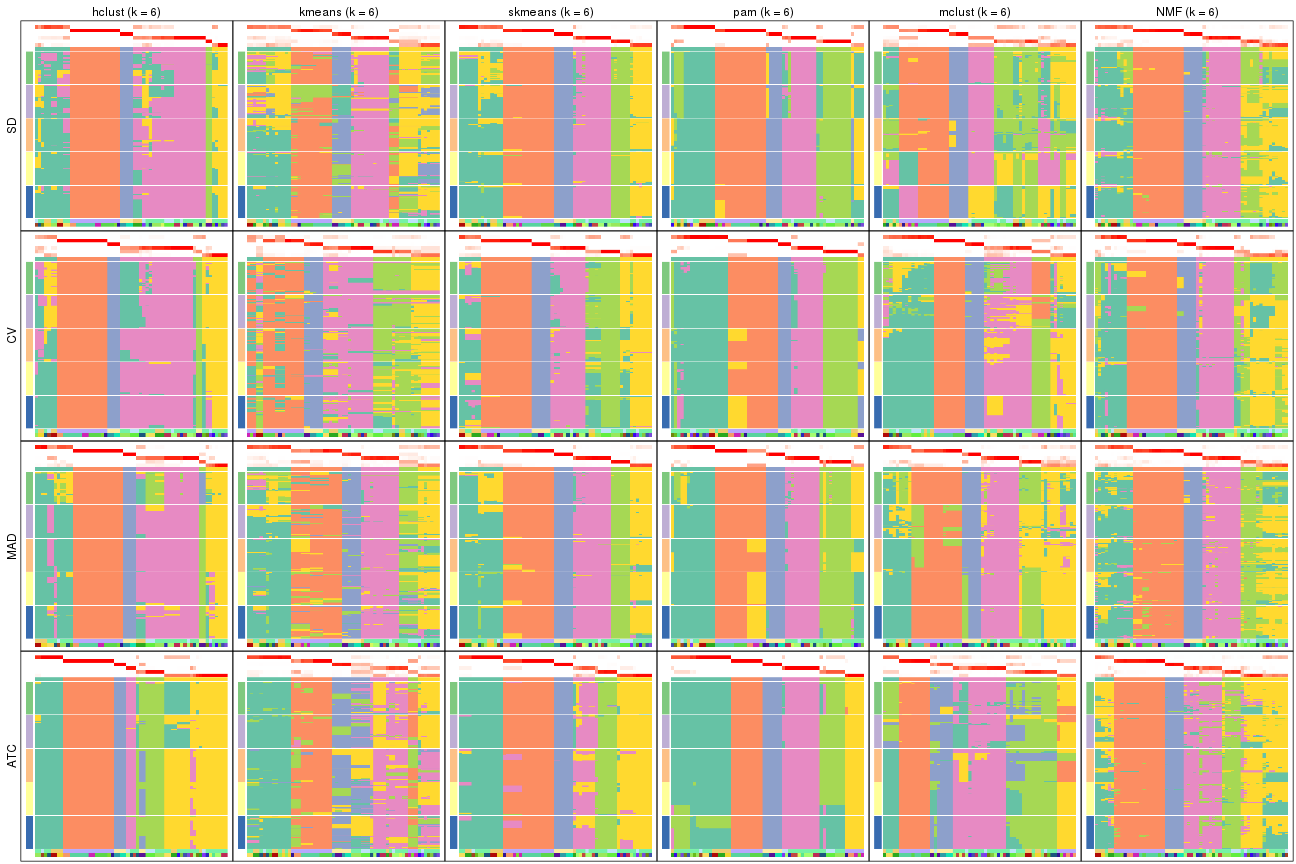 hclust (k = 6) kmeans (k = 6) skmeans (k = 6) pam (k = 6) mclust (k = 6) NMF (k = 6)
SD
CV
MAD
ATC